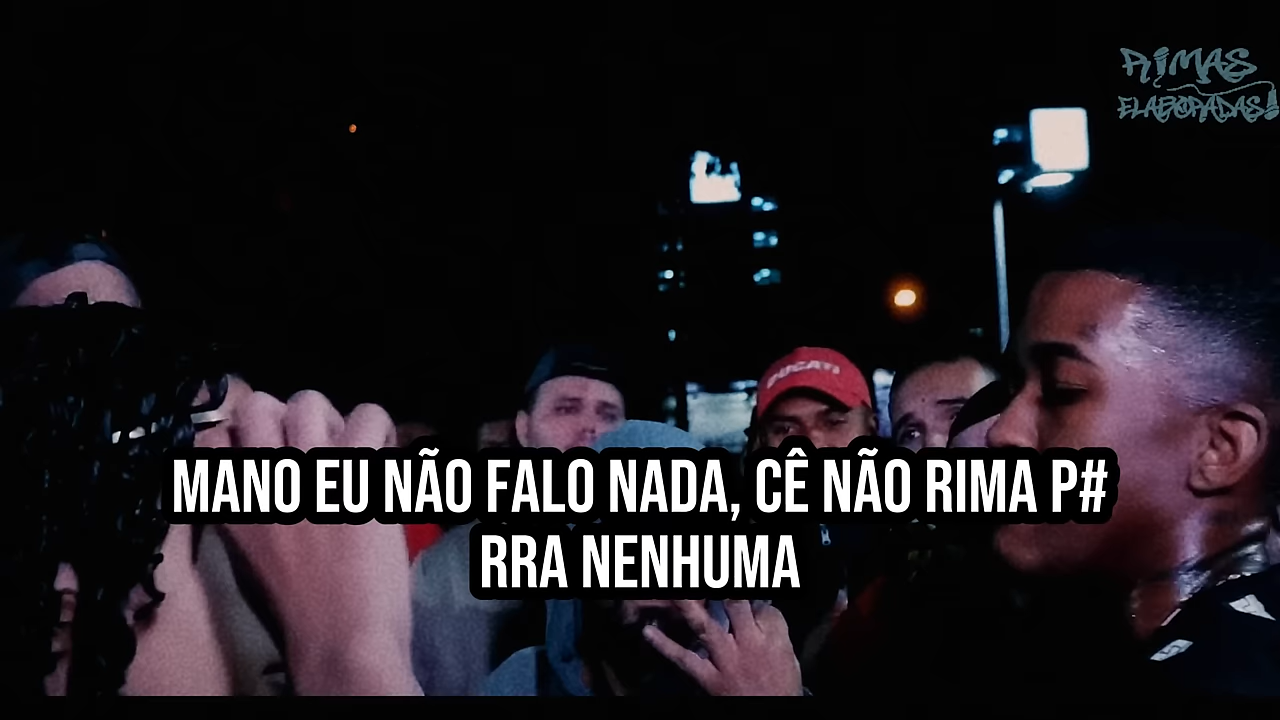 RIMAS
ELABORADAS!
DUCATI
MANO EU NÃO FALO NADA, CÊ NÃO RIMA P#
RRA NENHUMA